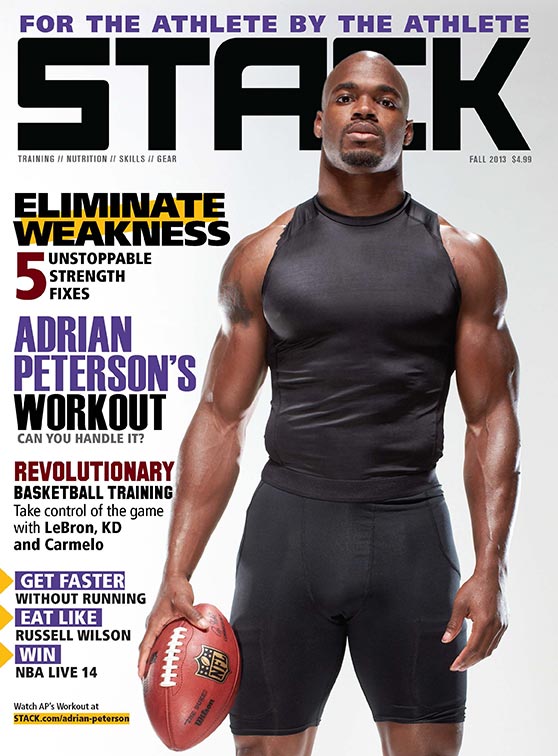 FOR THE ATHLETE BY THE ATHLETE
STACK
TRAINING // NUTRITION // SKILLS // GEAR
FALL 2013 $4.99
ELIMINATE
WEAKNESS
5 UNSTOPPABLE
STRENGTH
FIXES
ADRIAN
PETERSON'S
WORKOUT
CAN YOU HANDLE IT?
REVOLUTIONARY
BASKETBALL TRAINING
Take control of the game
with LeBron, KD
and Carmelo
GET FASTER
WITHOUT RUNNING
EAT LIKE
RUSSELL WILSON
WIN
NBA LIVE 14
Watch AP's Workout at
STACK.com/adrian-peterson
NFL
"THE DUKE"
Wilson